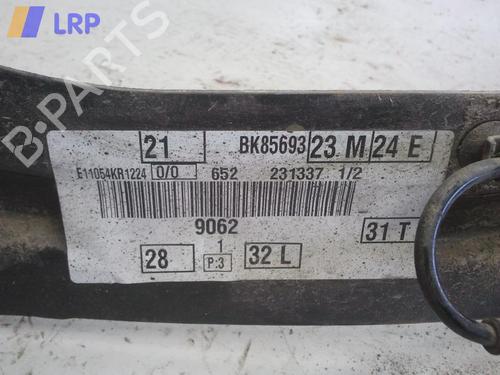 LRP
B-PARTS
21 BK85693 23 M 24 E
E11054KR1224 0/0 652 231337 1/2
9062
31 T
28 1 P:3 32 L